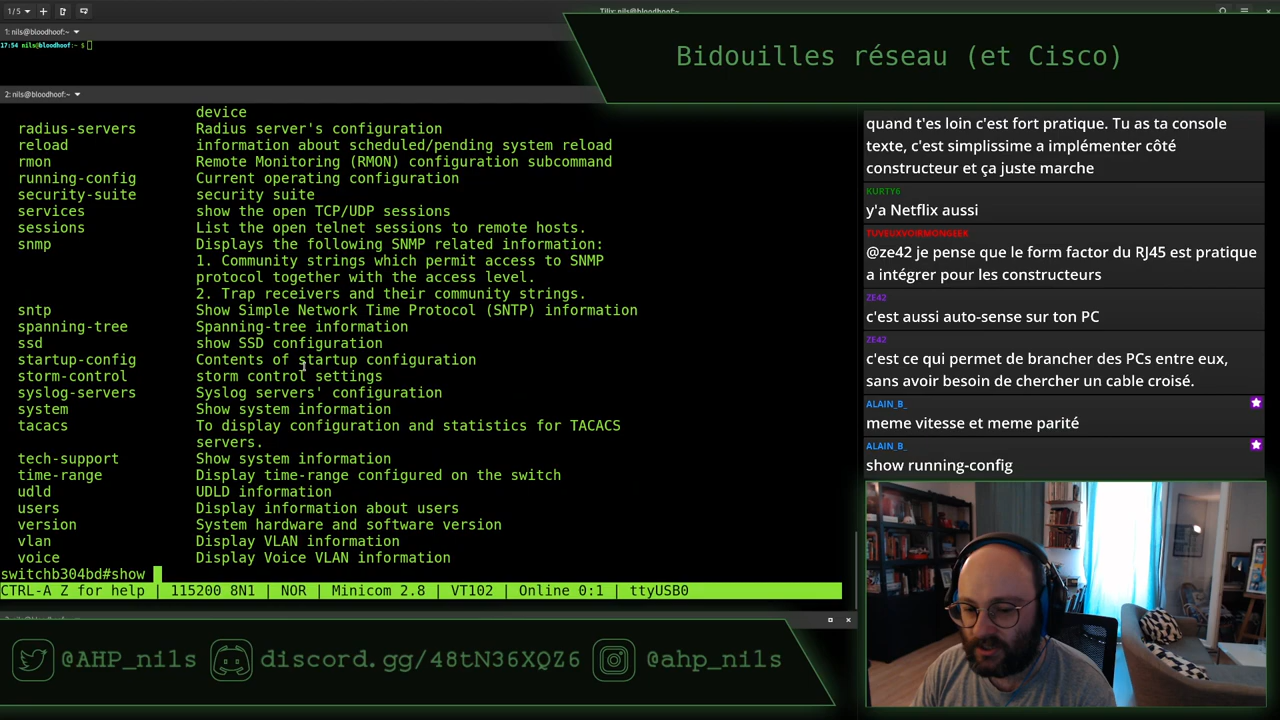 1 / 5
Tilix: nils@bloodhoof:~
1: nils@bloodhoof:~
17:54 nils@bloodhoof:~ $
2: nils@bloodhoof:~
Bidouilles réseau (et Cisco)
device
radius-servers Radius server's configuration
reload information about scheduled/pending system reload
rmon Remote Monitoring (RMON) configuration subcommand
running-config Current operating configuration
security-suite security suite
services show the open TCP/UDP sessions
sessions List the open telnet sessions to remote hosts.
snmp Displays the following SNMP related information:
1. Community strings which permit access to SNMP
protocol together with the access level.
2. Trap receivers and their community strings.
sntp Show Simple Network Time Protocol (SNTP) information
spanning-tree Spanning-tree information
ssd show SSD configuration
startup-config Contents of startup configuration
storm-control storm control settings
syslog-servers Syslog servers' configuration
system Show system information
tacacs To display configuration and statistics for TACACS
servers.
tech-support Show system information
time-range Display time-range configured on the switch
udld UDLD information
users Display information about users
version System hardware and software version
vlan Display VLAN information
voice Display Voice VLAN information
switchb304bd#show
CTRL-A Z for help | 115200 8N1 | NOR | Minicom 2.8 | VT102 | Online 0:1 | ttyUSB0
quand t'es loin c'est fort pratique. Tu as ta console
texte, c'est simplissime a implémenter côté
constructeur et ça juste marche
KURTY6
y'a Netflix aussi
TUVEUXVOIRMONGEEK
@ze42 je pense que le form factor du RJ45 est pratique
a intégrer pour les constructeurs
ZE42
c'est aussi auto-sense sur ton PC
ZE42
c'est ce qui permet de brancher des PCs entre eux,
sans avoir besoin de chercher un cable croisé.
ALAIN_B_
meme vitesse et meme parité
ALAIN_B_
show running-config
@AHP_nils
discord.gg/48tN36XQZ6
@ahp_nils